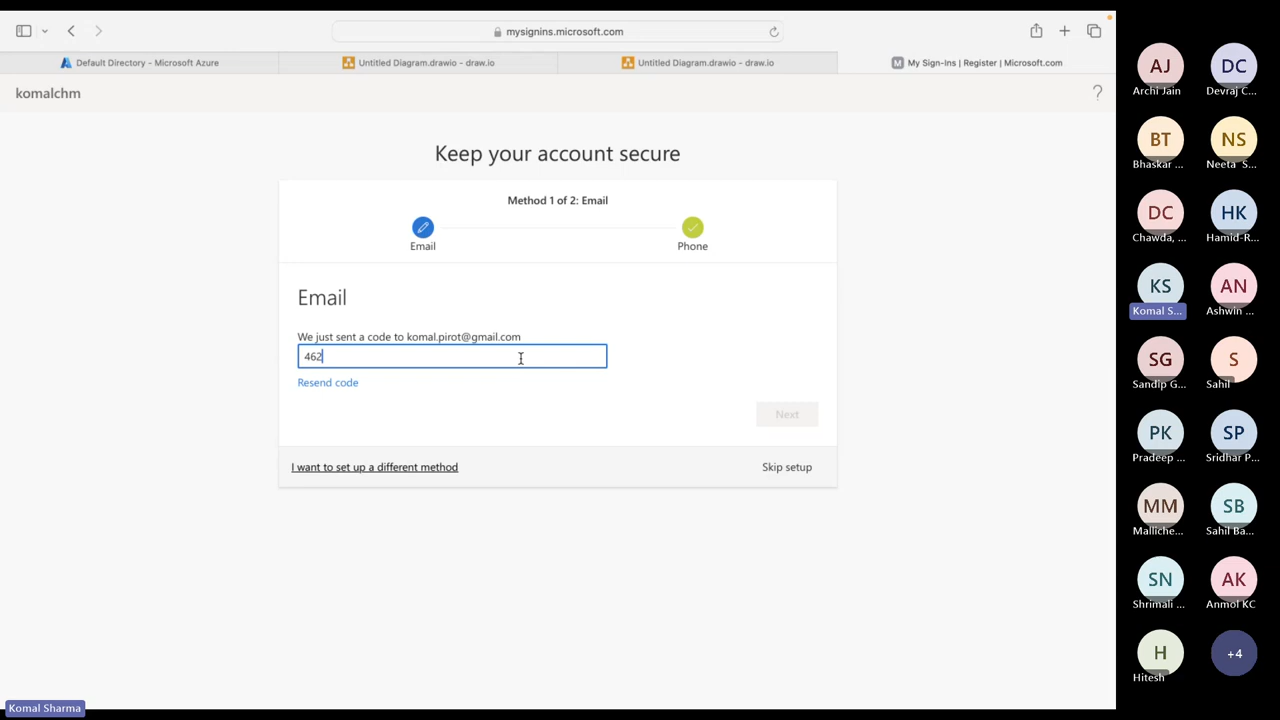 mysignins.microsoft.com
Default Directory - Microsoft Azure
Untitled Diagram.drawio - draw.io
Untitled Diagram.drawio - draw.io
M
My Sign-Ins | Register | Microsoft.com
komalchm
?
Keep your account secure
Method 1 of 2: Email
Email
Phone
Email
We just sent a code to komal.pirot@gmail.com
462
Resend code
Next
I want to set up a different method
Skip setup
Komal Sharma
AJ
Archi Jain
DC
Devraj C...
BT
Bhaskar ...
NS
Neeta S...
DC
Chawda, ...
HK
Hamid-R...
KS
Komal S...
AN
Ashwin ...
SG
Sandip G...
S
Sahil
PK
Pradeep ...
SP
Sridhar P...
MM
Malliche...
SB
Sahil Ba...
SN
Shrimali ...
AK
Anmol KC
H
Hitesh
+4